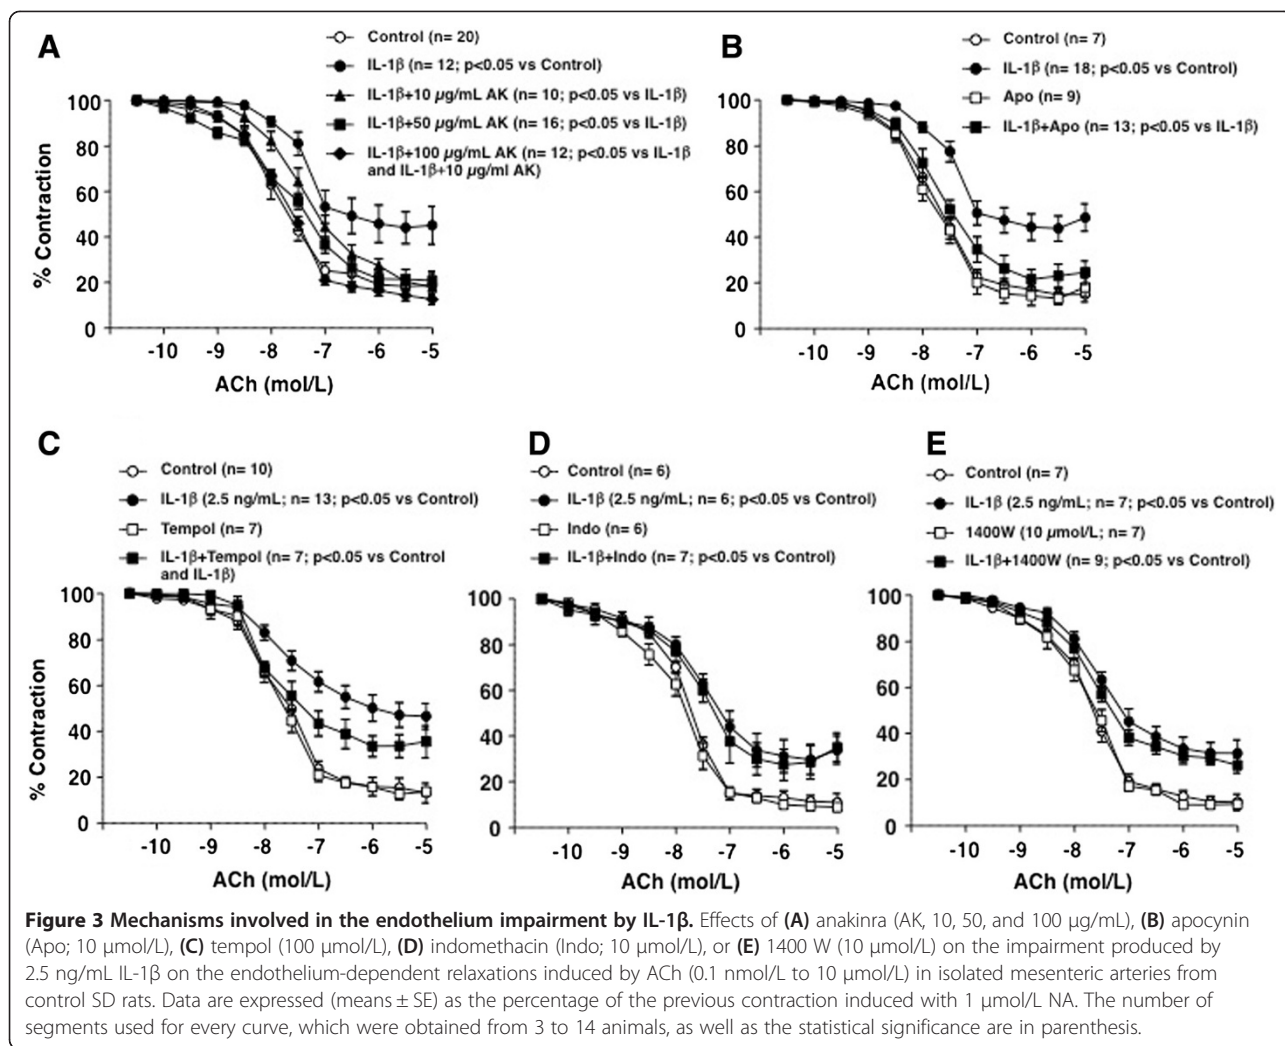 A
Control (n= 20)
IL-1β (n= 12; p<0.05 vs Control)
IL-1β+10 µg/mL AK (n= 10; p<0.05 vs IL-1β)
IL-1β+50 µg/mL AK (n= 16; p<0.05 vs IL-1β)
IL-1β+100 µg/mL AK (n= 12; p<0.05 vs IL-1β
and IL-1β+10 µg/ml AK)
% Contraction
100
80
60
40
20
0
-10 -9 -8 -7 -6 -5
ACh (mol/L)
B
Control (n= 7)
IL-1β (n= 18; p<0.05 vs Control)
Apo (n= 9)
IL-1β+Apo (n= 13; p<0.05 vs IL-1β)
100
80
60
40
20
0
-10 -9 -8 -7 -6 -5
ACh (mol/L)
C
Control (n= 10)
IL-1β (2.5 ng/mL; n= 13; p<0.05 vs Control)
Tempol (n= 7)
IL-1β+Tempol (n= 7; p<0.05 vs Control
and IL-1β)
% Contraction
100
80
60
40
20
0
-10 -9 -8 -7 -6 -5
ACh (mol/L)
D
Control (n= 6)
IL-1β (2.5 ng/mL; n= 6; p<0.05 vs Control)
Indo (n= 6)
IL-1β+Indo (n= 7; p<0.05 vs Control)
100
80
60
40
20
0
-10 -9 -8 -7 -6 -5
ACh (mol/L)
E
Control (n= 7)
IL-1β (2.5 ng/mL; n= 7; p<0.05 vs Control)
1400W (10 µmol/L; n= 7)
IL-1β+1400W (n= 9; p<0.05 vs Control)
100
80
60
40
20
0
-10 -9 -8 -7 -6 -5
ACh (mol/L)
Figure 3 Mechanisms involved in the endothelium impairment by IL-1β. Effects of (A) anakinra (AK, 10, 50, and 100 µg/mL), (B) apocynin
(Apo; 10 µmol/L), (C) tempol (100 µmol/L), (D) indomethacin (Indo; 10 µmol/L), or (E) 1400 W (10 µmol/L) on the impairment produced by
2.5 ng/mL IL-1β on the endothelium-dependent relaxations induced by ACh (0.1 nmol/L to 10 µmol/L) in isolated mesenteric arteries from
control SD rats. Data are expressed (means ± SE) as the percentage of the previous contraction induced with 1 µmol/L NA. The number of
segments used for every curve, which were obtained from 3 to 14 animals, as well as the statistical significance are in parenthesis.